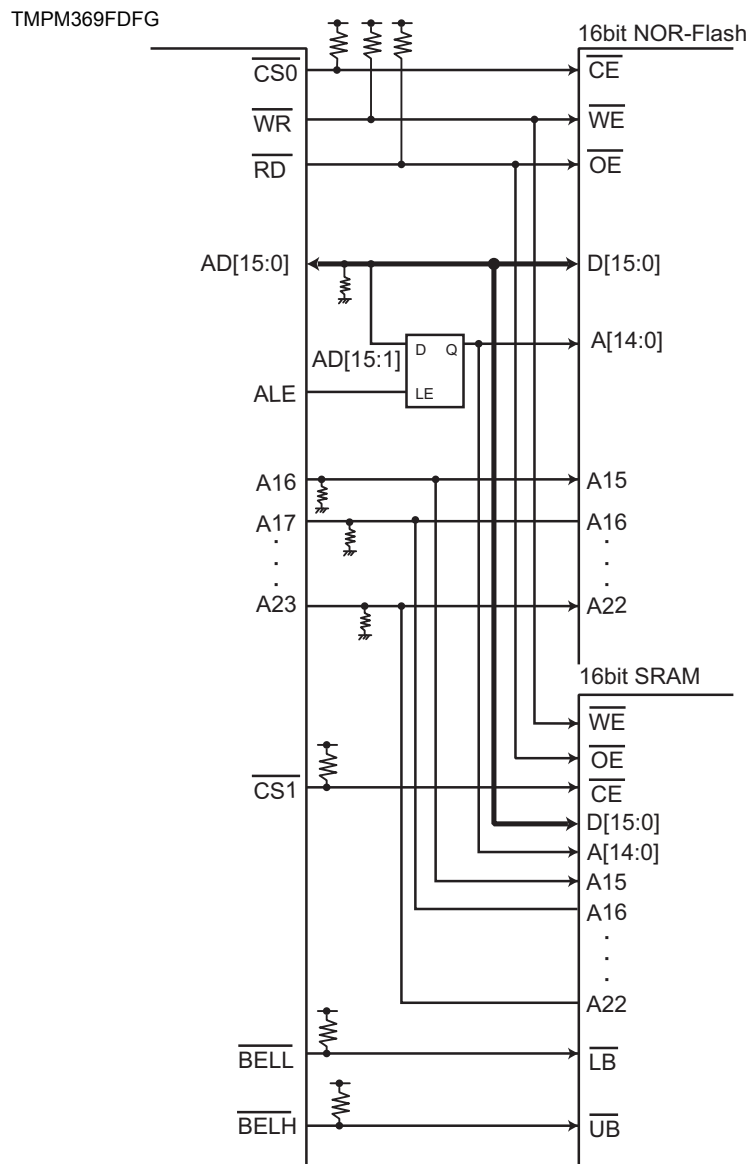 TMPM369FDFG
16bit NOR-Flash
CS0
CE
WR
WE
RD
OE
AD[15:0]
D[15:0]
D Q
A[14:0]
AD[15:1]
ALE
LE
A16
A15
A17
A16
.
.
.
.
.
.
A23
A22
16bit SRAM
WE
OE
CS1
CE
D[15:0]
A[14:0]
A15
A16
.
.
.
A22
BELL
LB
BELH
UB